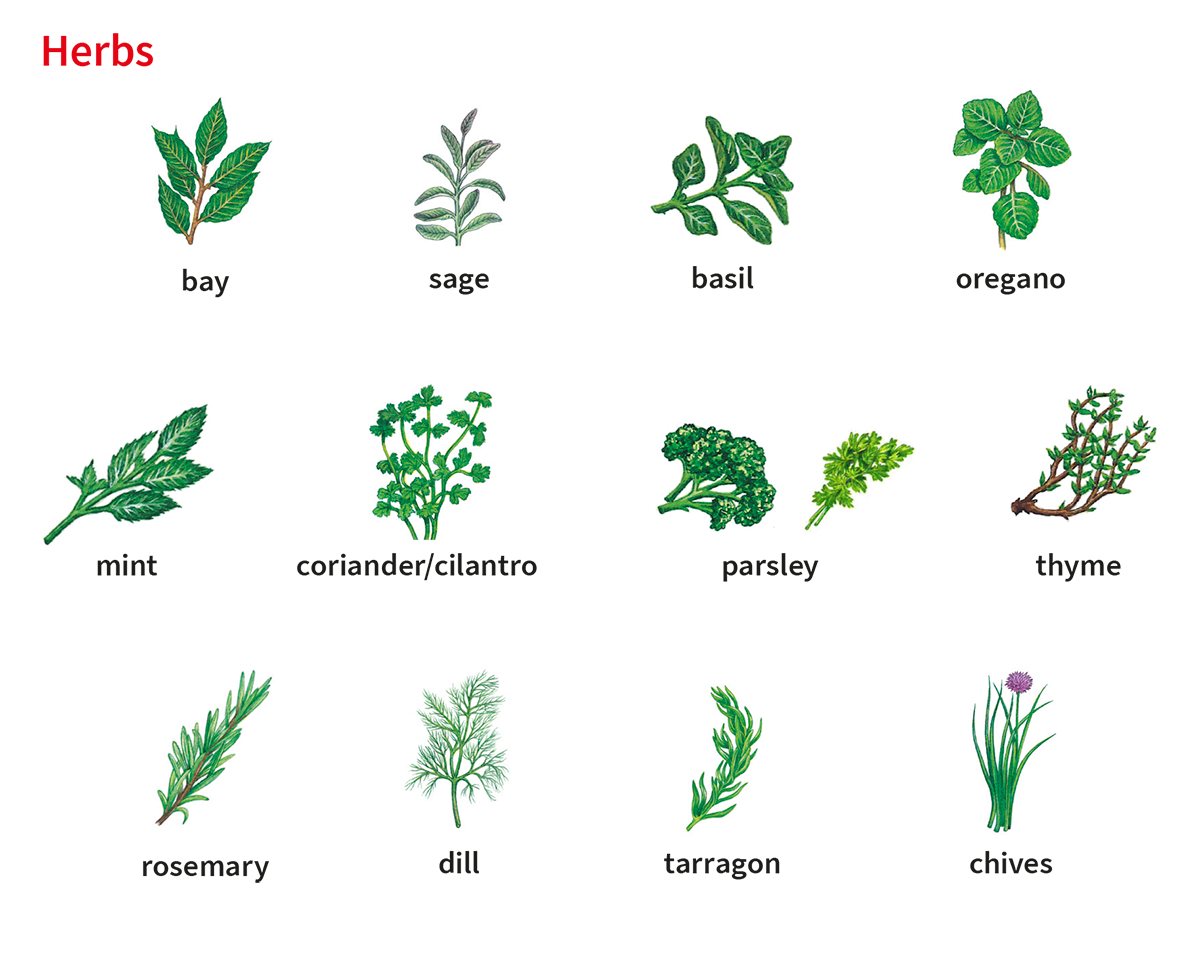 Herbs
bay
sage
basil
oregano
mint
coriander/cilantro
parsley
thyme
rosemary
dill
tarragon
chives